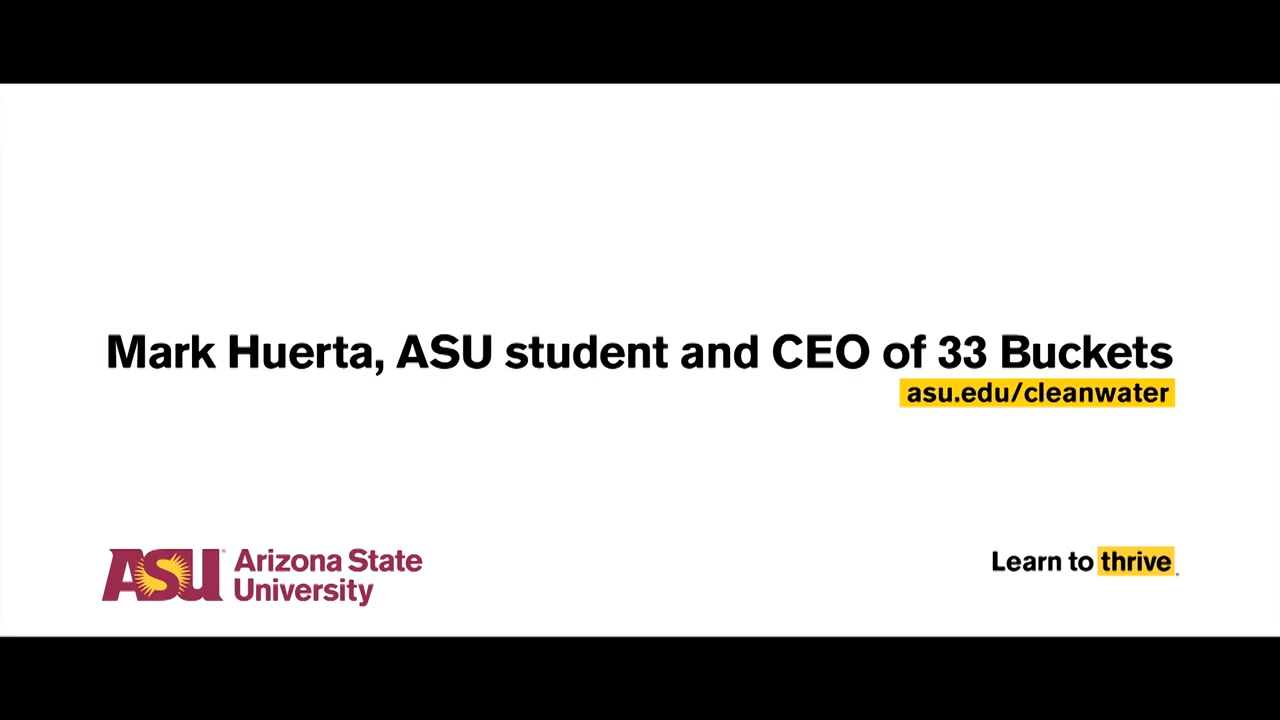 Mark Huerta, ASU student and CEO of 33 Buckets
asu.edu/cleanwater
ASU Arizona State
University
Learn to thrive